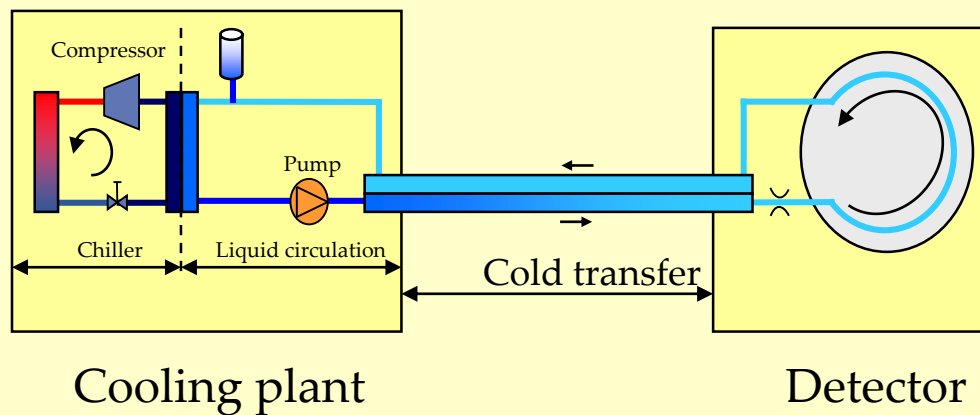 Compressor
Pump
Chiller
Liquid circulation
Cold transfer
Cooling plant
Detector